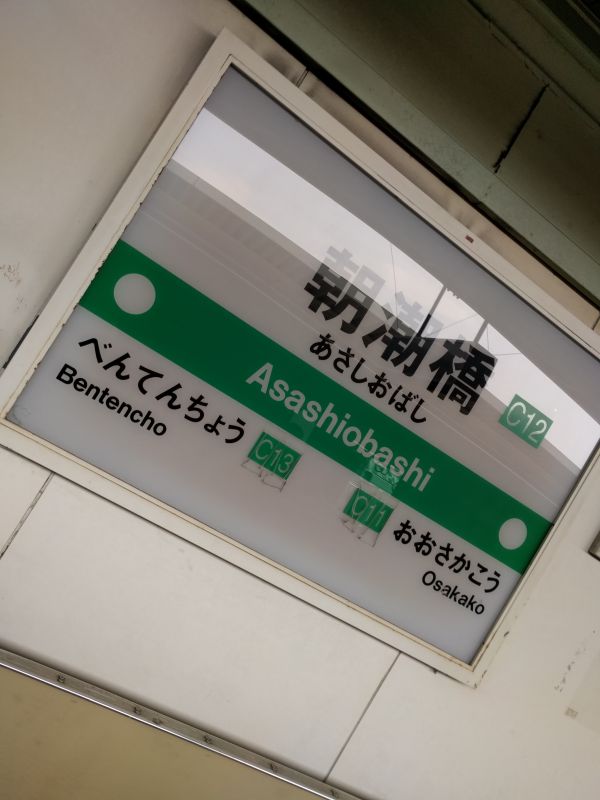 朝潮橋
あさしおばし
C12
Asashiobashi
べんてんちょう
Bentencho
C13
C11
おおさかこう
Osakako